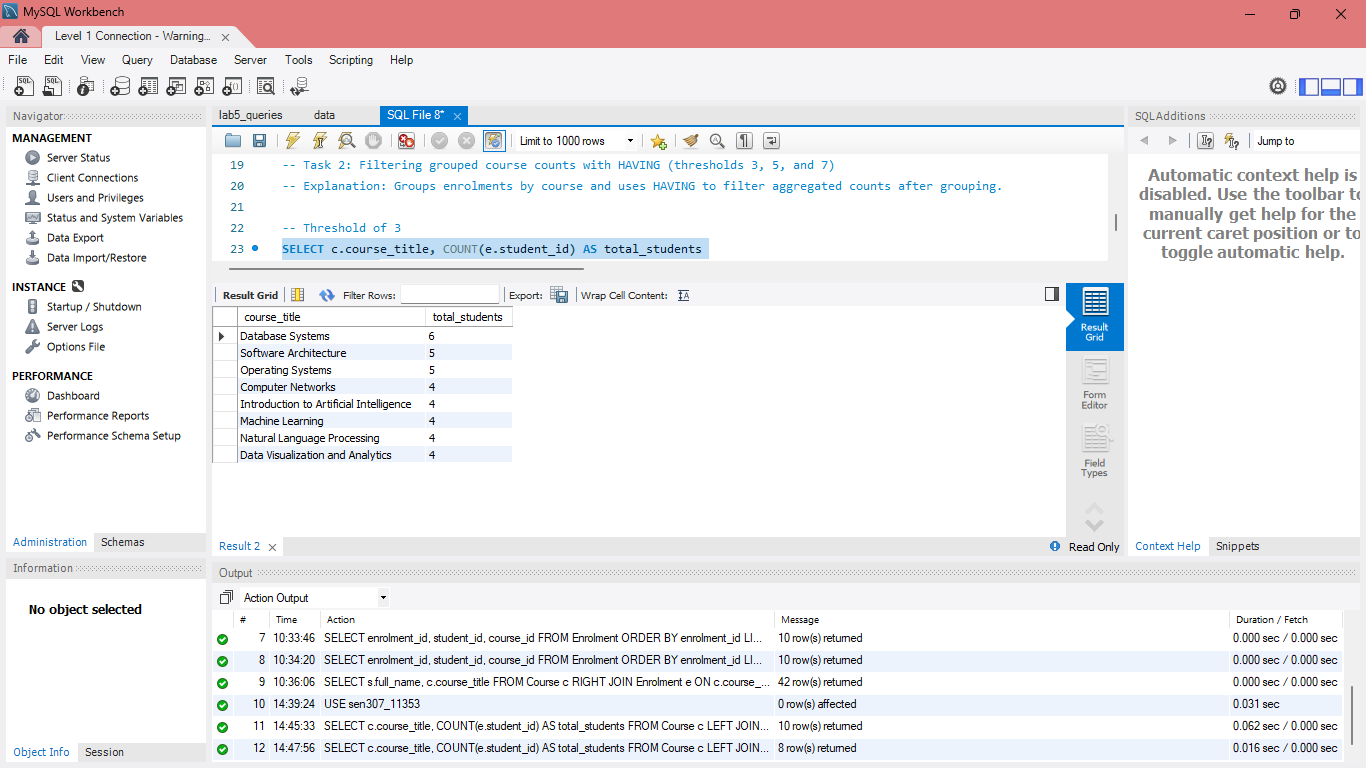 MySQL Workbench
Level 1 Connection - Warning...
File Edit View Query Database Server Tools Scripting Help
Navigator
MANAGEMENT
Server Status
Client Connections
Users and Privileges
Status and System Variables
Data Export
Data Import/Restore
INSTANCE
Startup / Shutdown
Server Logs
Options File
PERFORMANCE
Dashboard
Performance Reports
Performance Schema Setup
Administration Schemas
Information
No object selected
Object Info Session
lab5_queries data SQL File 8*
Limit to 1000 rows
19 -- Task 2: Filtering grouped course counts with HAVING (thresholds 3, 5, and 7)
20 -- Explanation: Groups enrolments by course and uses HAVING to filter aggregated counts after grouping.
21
22 -- Threshold of 3
23 SELECT c.course_title, COUNT(e.student_id) AS total_students
Result Grid Filter Rows: Export: Wrap Cell Content:
course_title total_students
Database Systems 6
Software Architecture 5
Operating Systems 5
Computer Networks 4
Introduction to Artificial Intelligence 4
Machine Learning 4
Natural Language Processing 4
Data Visualization and Analytics 4
Result
Grid
Form
Editor
Field
Types
Result 2
Read Only
SQLAdditions
Jump to
Automatic context help is
disabled. Use the toolbar to
manually get help for the
current caret position or to
toggle automatic help.
Context Help Snippets
Output
Action Output
# Time Action Message Duration / Fetch
7 10:33:46 SELECT enrolment_id, student_id, course_id FROM Enrolment ORDER BY enrolment_id LI... 10 row(s) returned 0.000 sec / 0.000 sec
8 10:34:20 SELECT enrolment_id, student_id, course_id FROM Enrolment ORDER BY enrolment_id LI... 10 row(s) returned 0.000 sec / 0.000 sec
9 10:36:06 SELECT s.full_name, c.course_title FROM Course c RIGHT JOIN Enrolment e ON c.course_... 42 row(s) returned 0.000 sec / 0.000 sec
10 14:39:24 USE sen307_11353 0 row(s) affected 0.031 sec
11 14:45:33 SELECT c.course_title, COUNT(e.student_id) AS total_students FROM Course c LEFT JOIN... 10 row(s) returned 0.062 sec / 0.000 sec
12 14:47:56 SELECT c.course_title, COUNT(e.student_id) AS total_students FROM Course c LEFT JOIN... 8 row(s) returned 0.016 sec / 0.000 sec